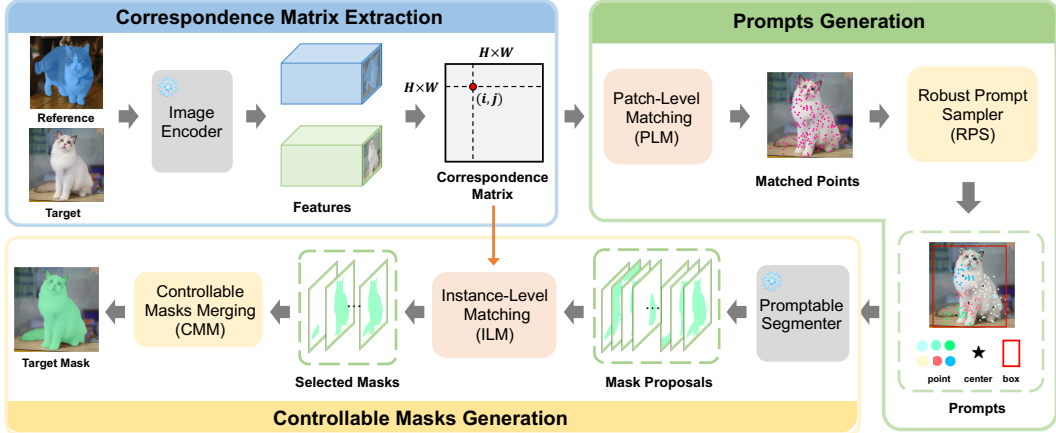 Correspondence Matrix Extraction
Reference
Target
Image
Encoder
Features
H×W
H×W
(i, j)
Correspondence
Matrix
Prompts Generation
Patch-Level
Matching
(PLM)
Matched Points
Robust Prompt
Sampler
(RPS)
point
center
box
Prompts
Promptable
Segmenter
...
Mask Proposals
Instance-Level
Matching
(ILM)
...
Selected Masks
Controllable
Masks Merging
(CMM)
Target Mask
Controllable Masks Generation